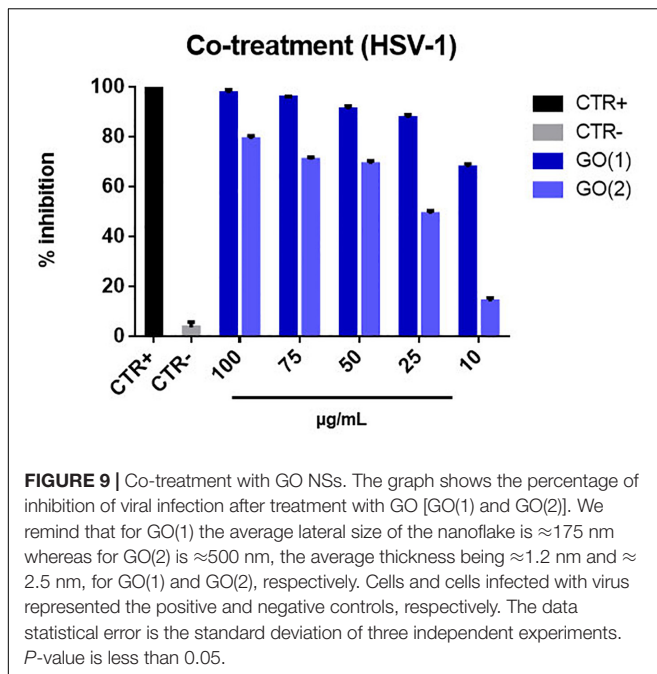 Co-treatment (HSV-1)
% inhibition
100
80
60
40
20
0
CTR+
CTR-
100
75
50
25
10
µg/mL
CTR+
CTR-
GO(1)
GO(2)
FIGURE 9 | Co-treatment with GO NSs. The graph shows the percentage of
inhibition of viral infection after treatment with GO [GO(1) and GO(2)]. We
remind that for GO(1) the average lateral size of the nanoflake is ≈175 nm
whereas for GO(2) is ≈500 nm, the average thickness being ≈1.2 nm and ≈
2.5 nm, for GO(1) and GO(2), respectively. Cells and cells infected with virus
represented the positive and negative controls, respectively. The data
statistical error is the standard deviation of three independent experiments.
P-value is less than 0.05.